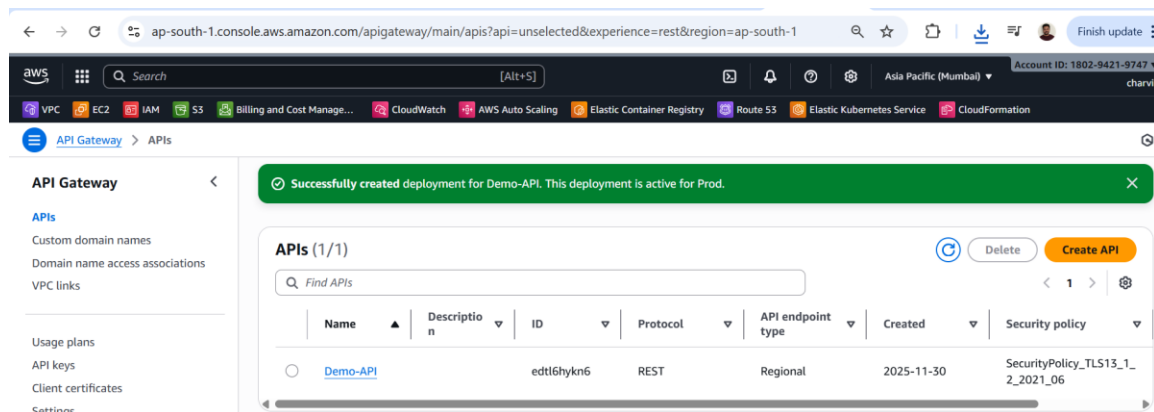 ap-south-1.console.aws.amazon.com/apigateway/main/apis?api=unselected&experience=rest&region=ap-south-1
Finish update
aws
Search
[Alt+S]
Asia Pacific (Mumbai)
Account ID: 1802-9421-9747
charvi
VPC EC2 IAM S3 Billing and Cost Manage... CloudWatch AWS Auto Scaling Elastic Container Registry Route 53 Elastic Kubernetes Service CloudFormation
API Gateway > APIs
API Gateway
APIs
Custom domain names
Domain name access associations
VPC links
Usage plans
API keys
Client certificates
Settings
Successfully created deployment for Demo-API. This deployment is active for Prod.
APIs (1/1)
Delete
Create API
Find APIs
1
Name Descriptio
n ID Protocol API endpoint
type Created Security policy
Demo-API edtl6hykn6 REST Regional 2025-11-30 SecurityPolicy_TLS13_1_
2_2021_06